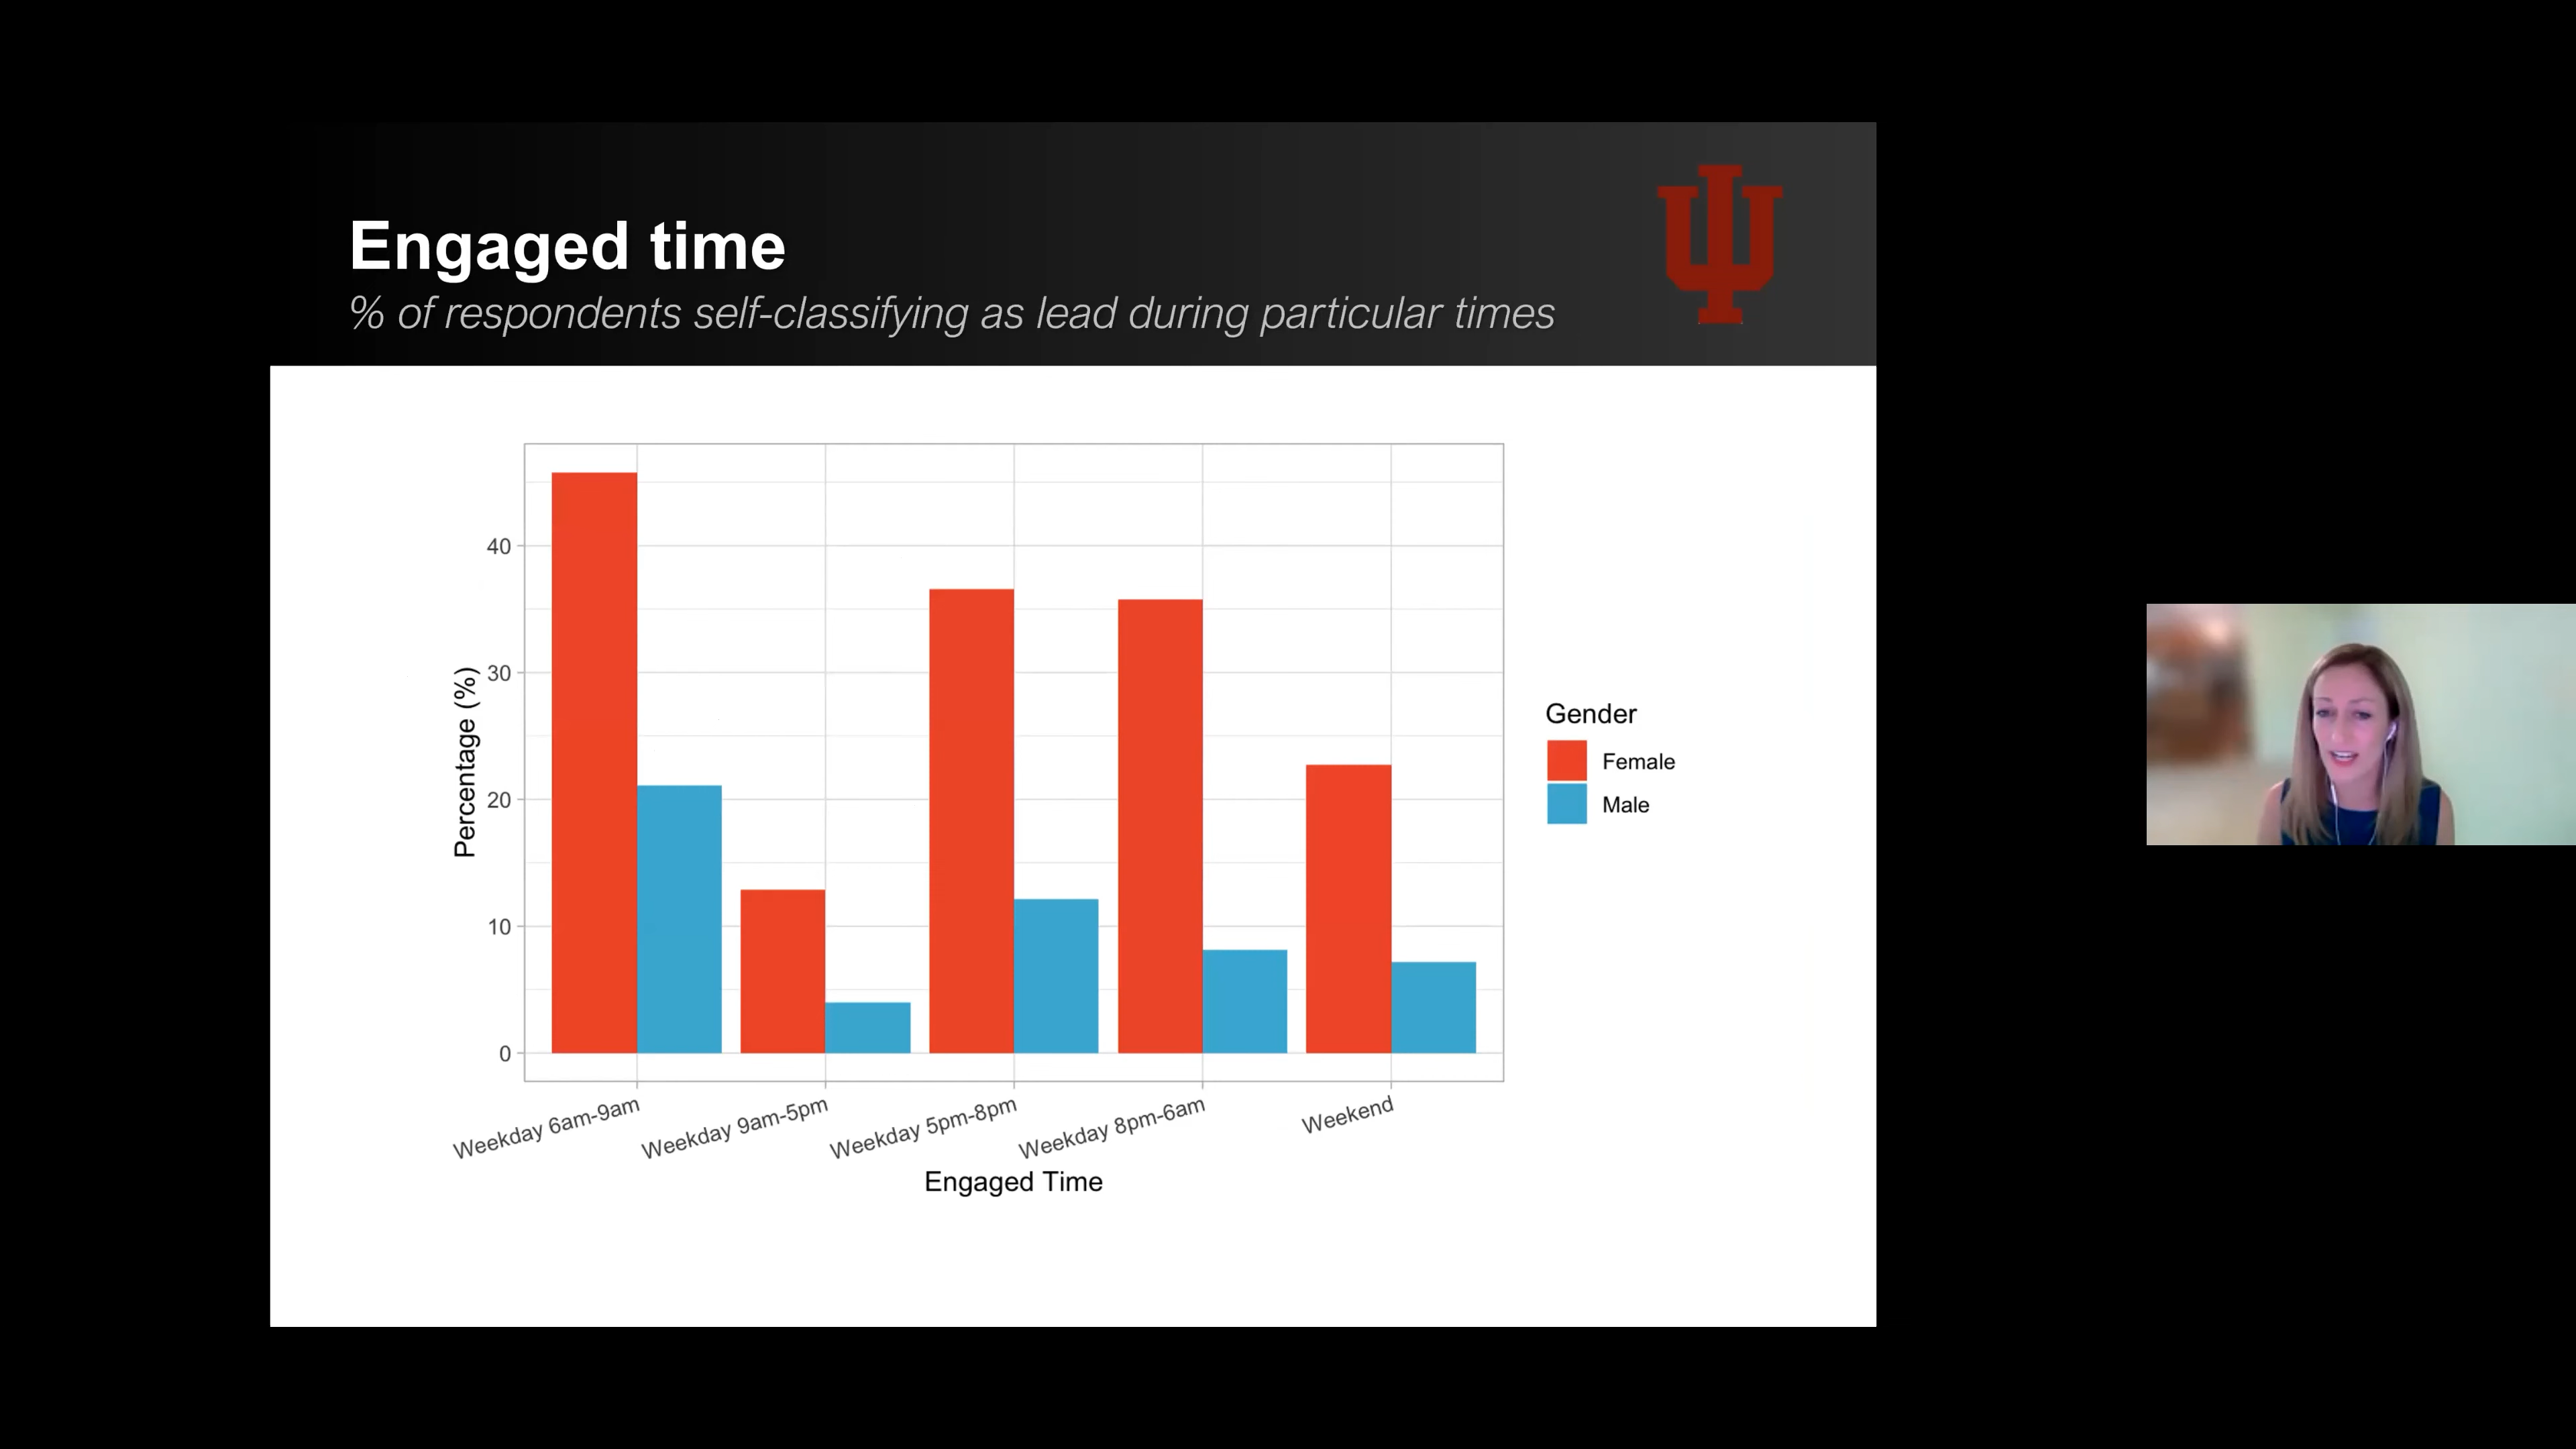 Engaged time
% of respondents self-classifying as lead during particular times
Percentage (%)
40
30
20
10
0
Weekday 6am-9am
Weekday 9am-5pm
Weekday 5pm-8pm
Weekday 8pm-6am
Weekend
Engaged Time
Gender
Female
Male